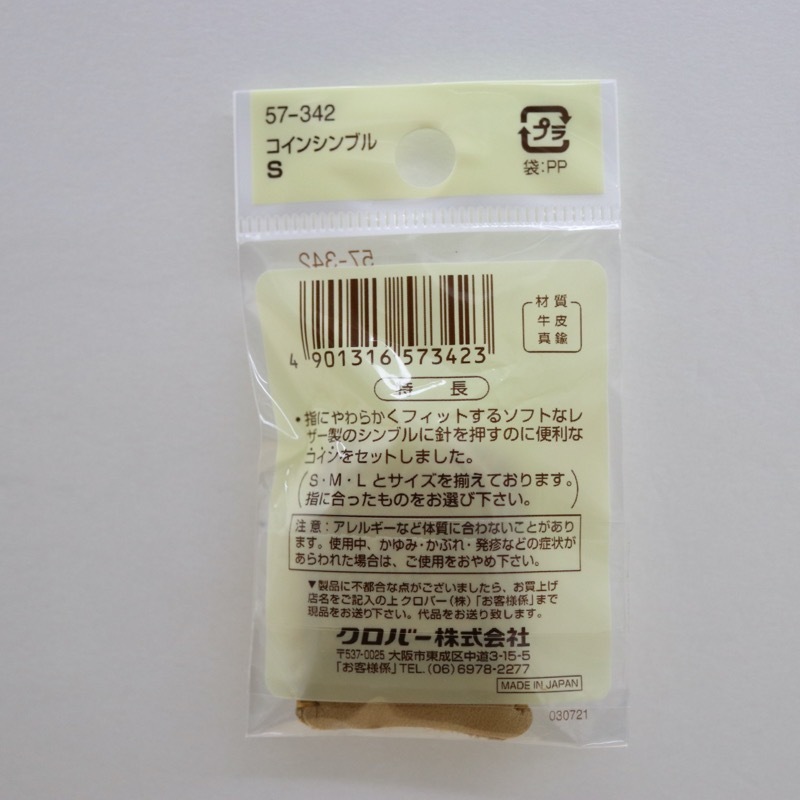 57-342
コインシンブル
S
プラ
袋:PP
57-342
4 901316 573423
材質
牛皮
真鍮
特長
・指にやわらかくフィットするソフトなレ
ザー製のシンブルに針を押すのに便利な
コインをセットしました。
(S・M・Lとサイズを揃えております。
指に合ったものをお選び下さい。)
注意:アレルギーなど体質に合わないことがあり
ます。使用中、かゆみ・かぶれ・発疹などの症状が
あらわれた場合は、ご使用をおやめ下さい。
▼製品に不都合な点がございましたら、お買上げ
店名をご記入の上クロバー(株)「お客様係」まで
現品をお送り下さい。代品をお送り致します。
クロバー株式会社
〒537-0025 大阪市東成区中道3-15-5
「お客様係」TEL.(06)6978-2277
MADE IN JAPAN
030721